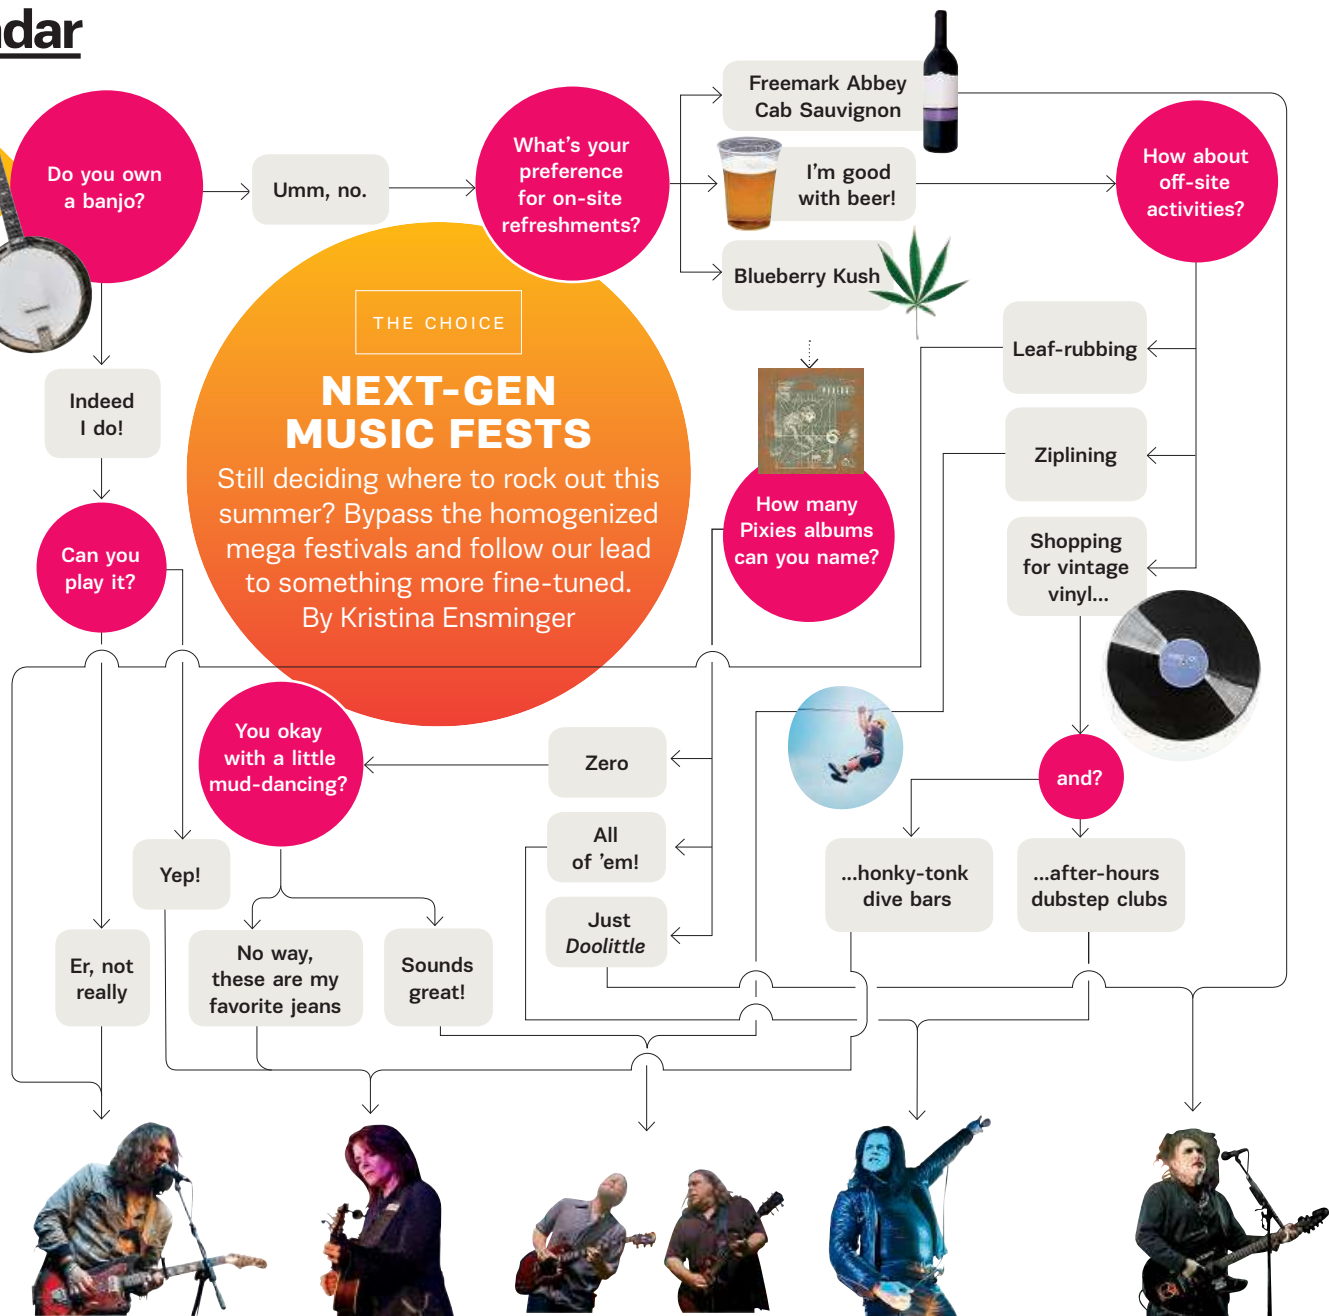 Do you own
a banjo?
Umm, no.
What's your
preference
for on-site
refreshments?
Freemark Abbey
Cab Sauvignon
I'm good
with beer!
Blueberry Kush
How about
off-site
activities?
THE CHOICE
NEXT-GEN
MUSIC FESTS
Still deciding where to rock out this
summer? Bypass the homogenized
mega festivals and follow our lead
to something more fine-tuned.
By Kristina Ensminger
Indeed
I do!
Can you
play it?
Leaf-rubbing
Ziplining
Shopping
for vintage
vinyl...
How many
Pixies albums
can you name?
You okay
with a little
mud-dancing?
Zero
All
of 'em!
Just
Doolittle
and?
...honky-tonk
dive bars
...after-hours
dubstep clubs
Yep!
Er, not
really
No way,
these are my
favorite jeans
Sounds
great!